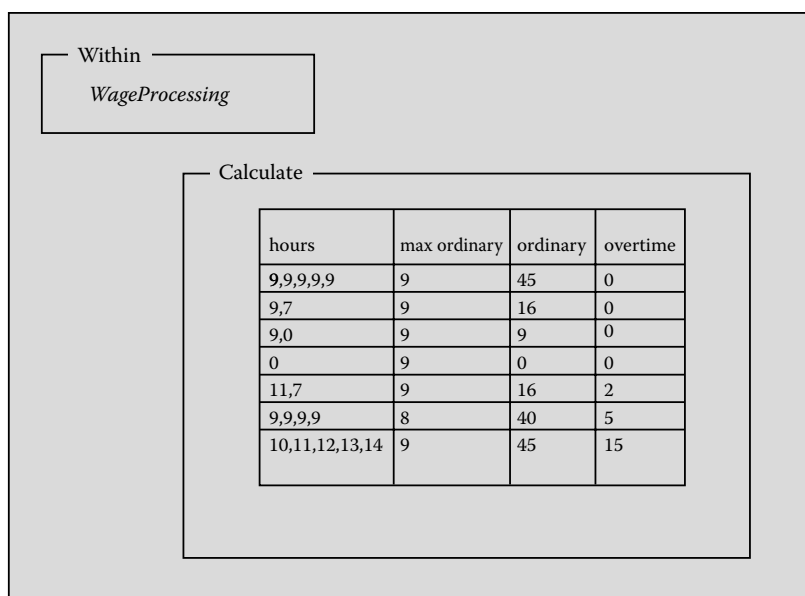 Within
WageProcessing
Calculate
hours max ordinary ordinary overtime
9,9,9,9,9 9 45 0
9,7 9 16 0
9,0 9 9 0
0 9 0 0
11,7 9 16 2
9,9,9,9 8 40 5
10,11,12,13,14 9 45 15